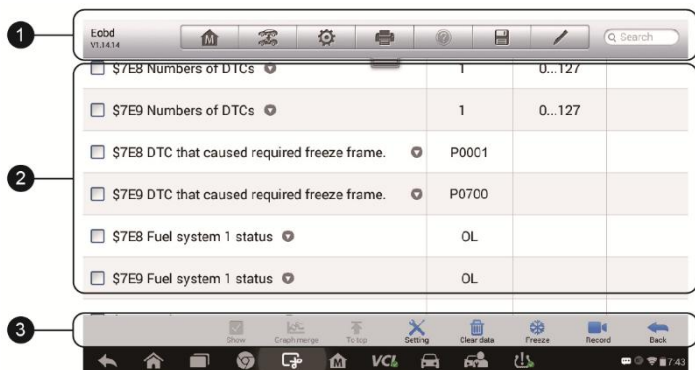 1
Eobd
V1.14.14
Search
2
$7E8 Numbers of DTCs 1 0...127
$7E9 Numbers of DTCs 1 0...127
$7E8 DTC that caused required freeze frame. P0001
$7E9 DTC that caused required freeze frame. P0700
$7E8 Fuel system 1 status OL
$7E9 Fuel system 1 status OL
3
Show Graph merge To top Setting Clear data Freeze Record Back
VCI 7:43